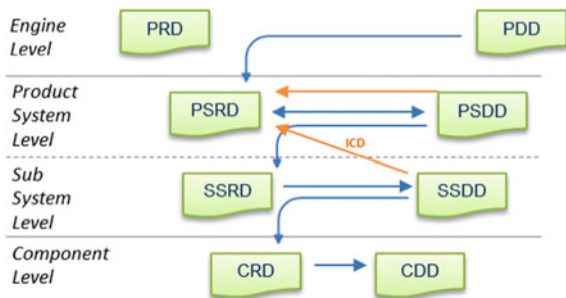 Engine
Level
PRD
PDD
Product
System
Level
PSRD
PSDD
ICD
Sub
System
Level
SSRD
SSDD
Component
Level
CRD
CDD